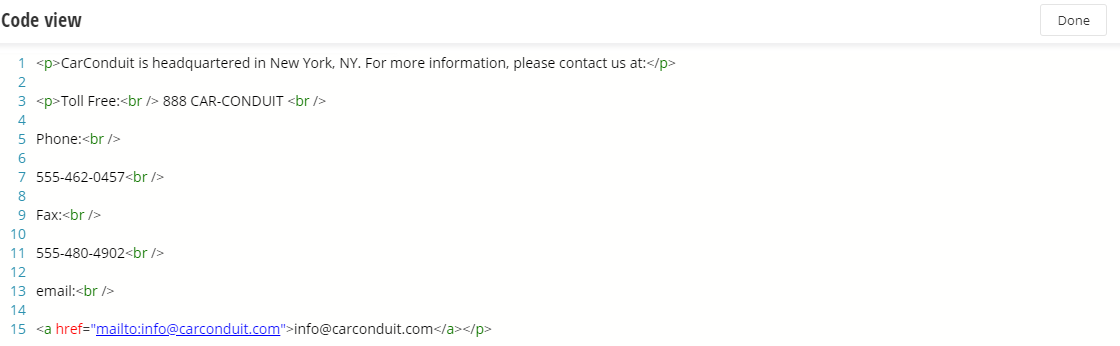 Code view
Done
1 <p>CarConduit is headquartered in New York, NY. For more information, please contact us at:</p>
2
3 <p>Toll Free:<br /> 888 CAR-CONDUIT <br />
4
5 Phone:<br />
6
7 555-462-0457<br />
8
9 Fax:<br />
10
11 555-480-4902<br />
12
13 email:<br />
14
15 <a href="mailto:info@carconduit.com">info@carconduit.com</a></p>